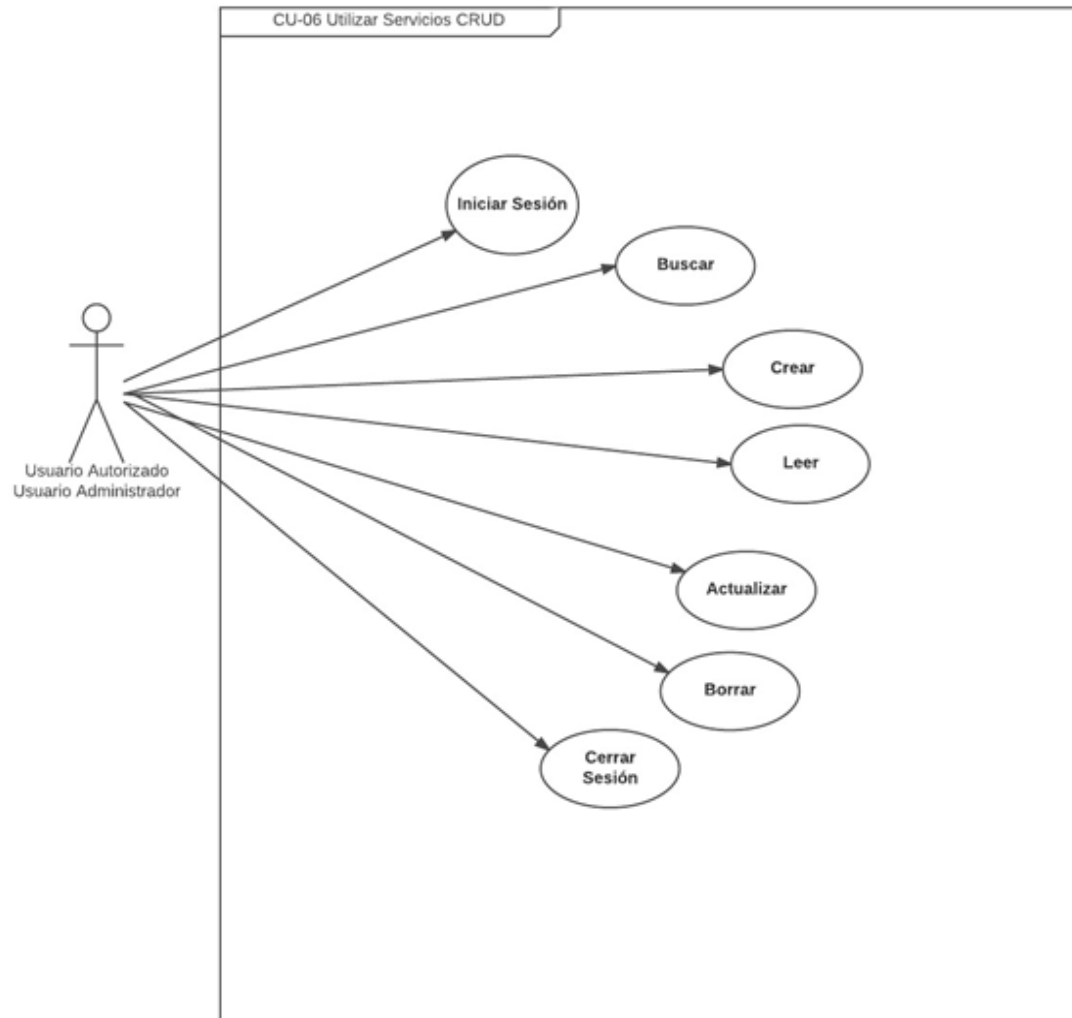 CU-06 Utilizar Servicios CRUD
Iniciar Sesión
Buscar
Crear
Leer
Usuario Autorizado
Usuario Administrador
Actualizar
Borrar
Cerrar
Sesión